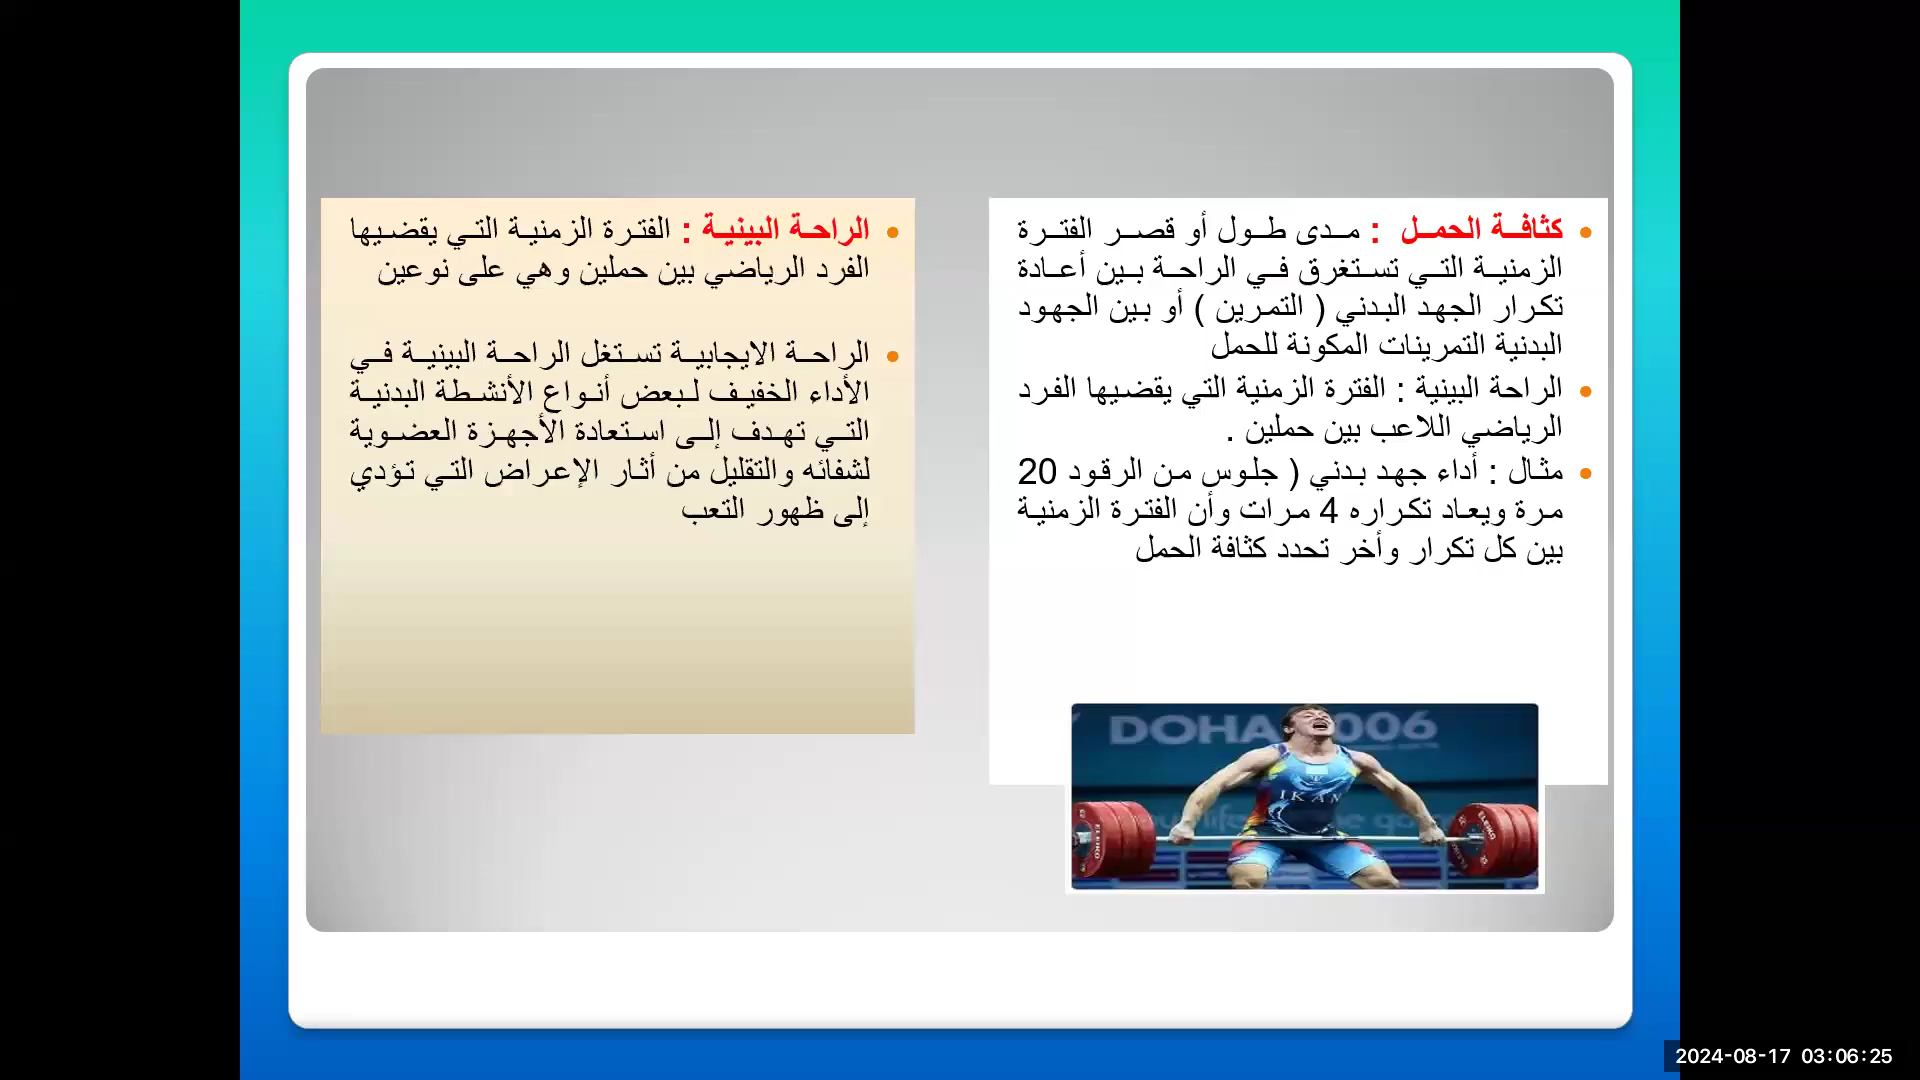 كثافة الحمل : مدى طول أو قصر الفترة
الزمنية التي تستغرق في الراحة بين أعادة
تكرار الجهد البدني ( التمرين ) أو بين الجهود
البدنية التمرينات المكونة للحمل
الراحة البينية : الفترة الزمنية التي يقضيها الفرد
الرياضي اللاعب بين حملين .
مثال : أداء جهد بدني ( جلوس من الرقود 20
مرة ويعاد تكراره 4 مرات وأن الفترة الزمنية
بين كل تكرار وأخر تحدد كثافة الحمل
الراحة البينية : الفترة الزمنية التي يقضيها
الفرد الرياضي بين حملين وهي على نوعين
الراحة الايجابية تستغل الراحة البينية في
الأداء الخفيف لبعض أنواع الأنشطة البدنية
التي تهدف إلى استعادة الأجهزة العضوية
لشفائه والتقليل من أثار الإعراض التي تؤدي
إلى ظهور التعب
DOHA 2006
ELEIKO
ELEIKO
2024-08-17 03:06:25